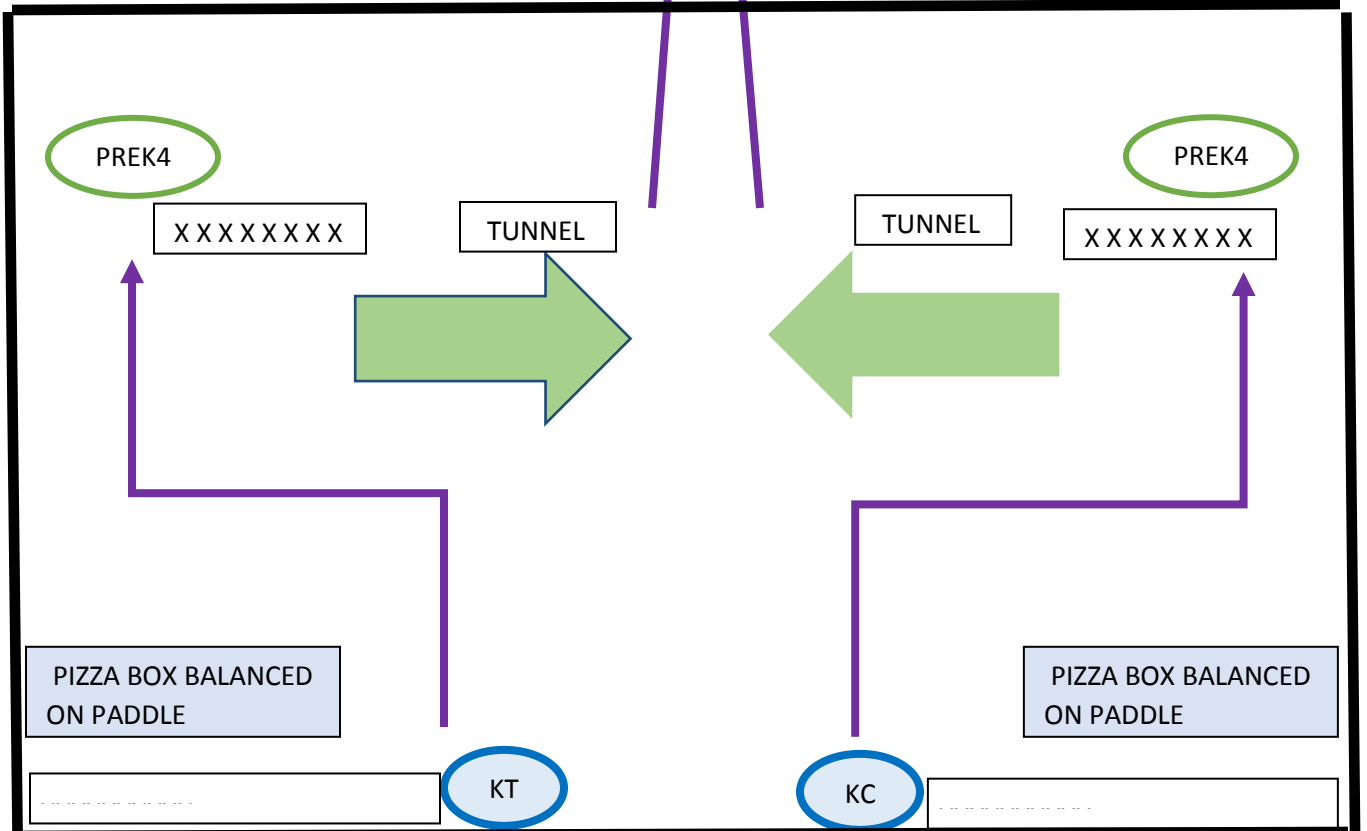 PREK4
PREK4
X X X X X X X X
TUNNEL
TUNNEL
X X X X X X X X
PIZZA BOX BALANCED
ON PADDLE
PIZZA BOX BALANCED
ON PADDLE
KT
KC